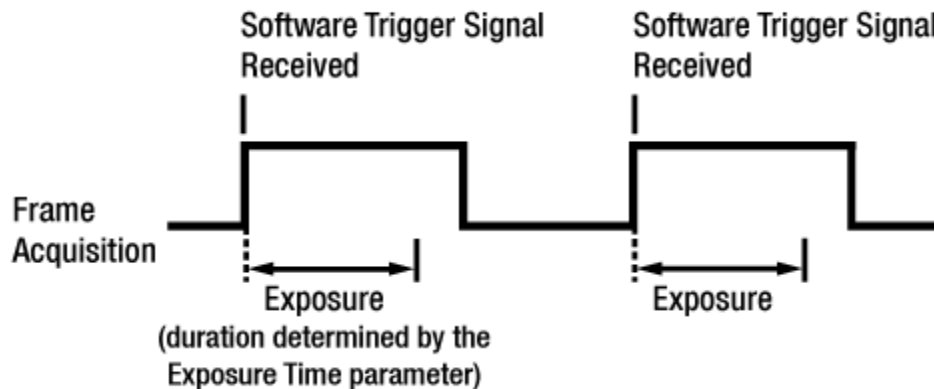 Software Trigger Signal
Received
Software Trigger Signal
Received
Frame
Acquisition
Exposure
(duration determined by the
Exposure Time parameter)
Exposure